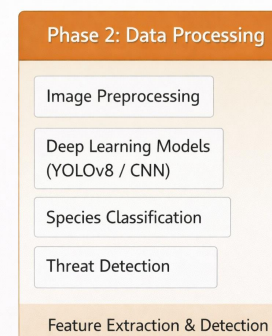 Phase 2: Data Processing
Image Preprocessing
Deep Learning Models
(YOLOv8 / CNN)
Species Classification
Threat Detection
Feature Extraction & Detection